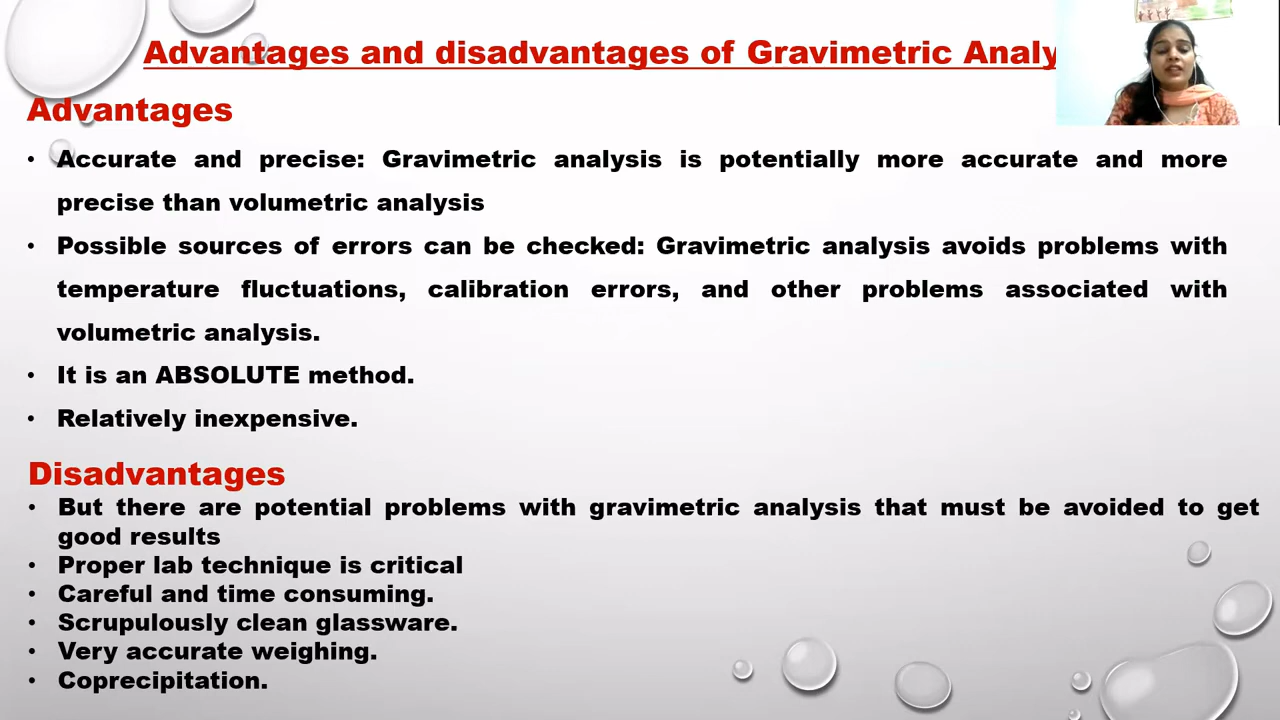 Advantages and disadvantages of Gravimetric Analy
Advantages
• Accurate and precise: Gravimetric analysis is potentially more accurate and more
precise than volumetric analysis
• Possible sources of errors can be checked: Gravimetric analysis avoids problems with
temperature fluctuations, calibration errors, and other problems associated with
volumetric analysis.
• It is an ABSOLUTE method.
• Relatively inexpensive.
Disadvantages
• But there are potential problems with gravimetric analysis that must be avoided to get
good results
• Proper lab technique is critical
• Careful and time consuming.
• Scrupulously clean glassware.
• Very accurate weighing.
• Coprecipitation.